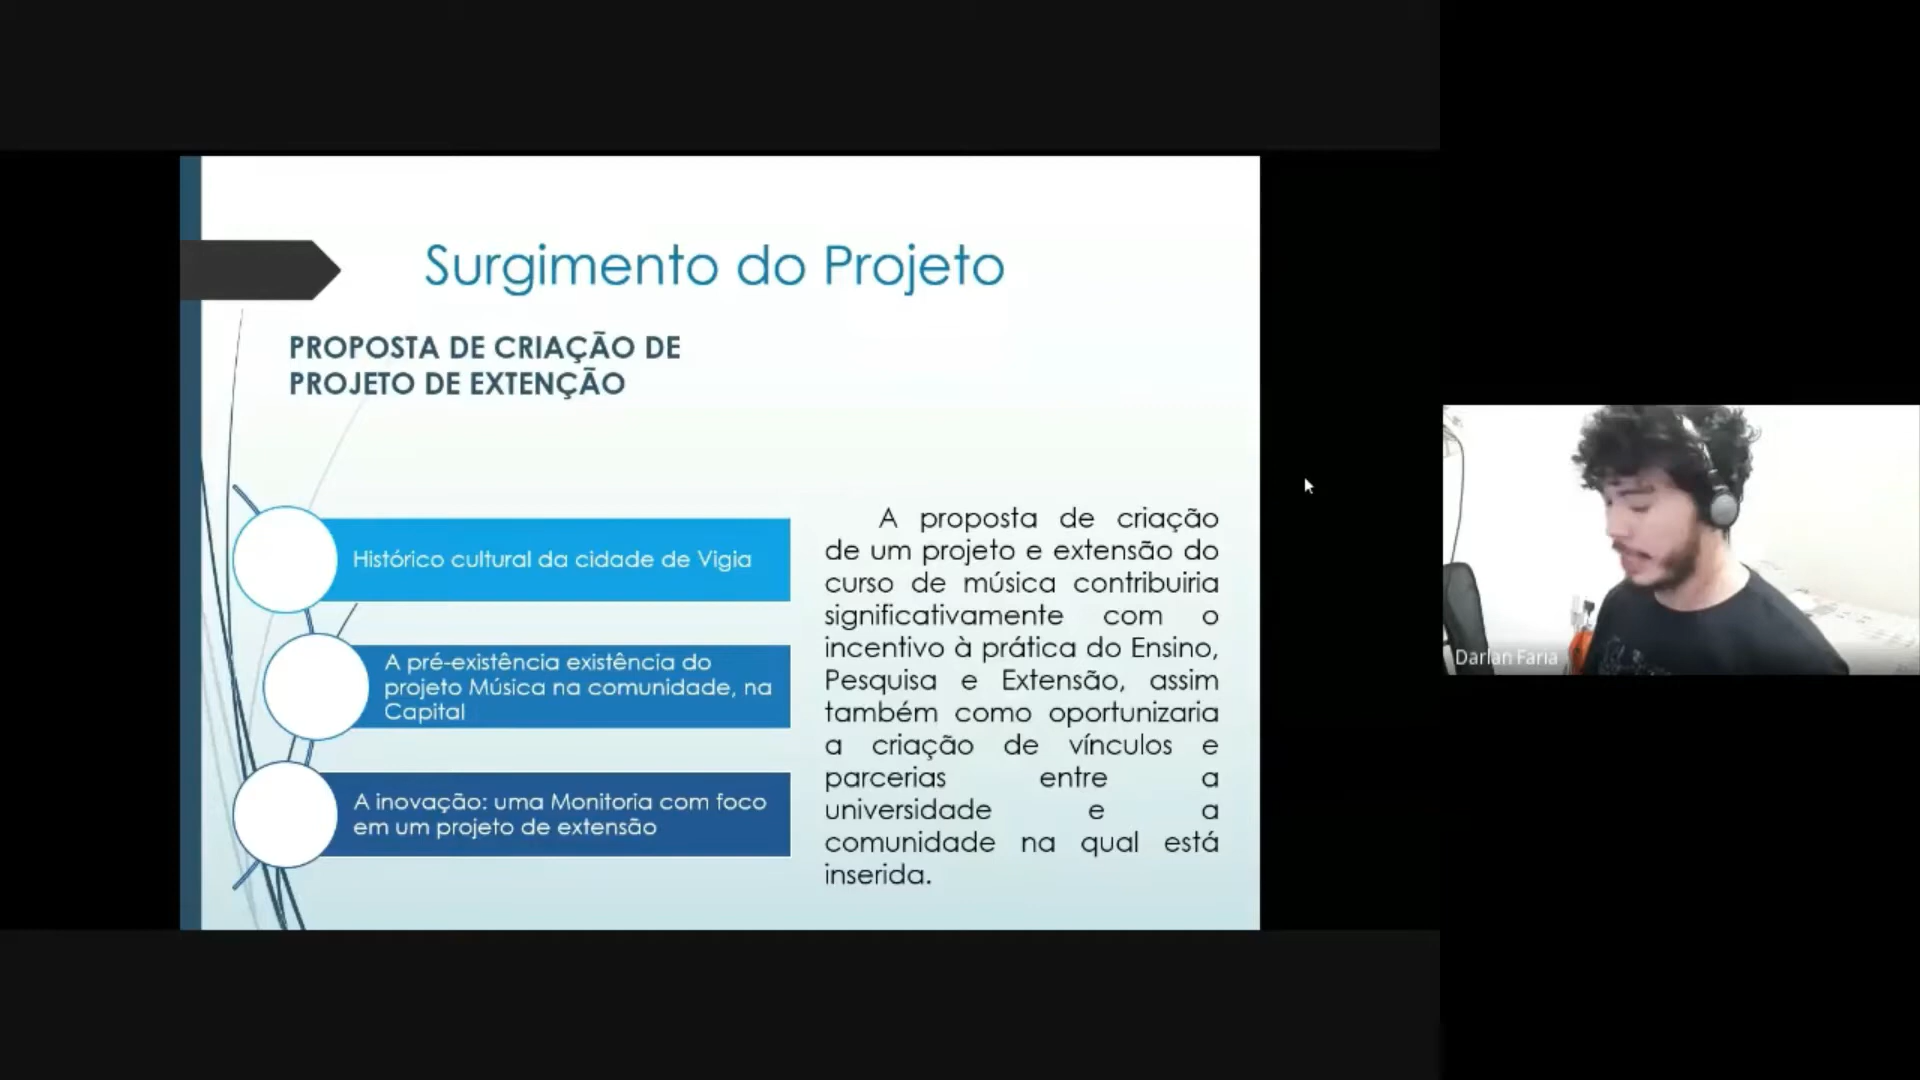 Surgimento do Projeto
PROPOSTA DE CRIAÇÃO DE
PROJETO DE EXTENÇÃO
Histórico cultural da cidade de Vigia
A pré-existência existência do
projeto Música na comunidade, na
Capital
A inovação: uma Monitoria com foco
em um projeto de extensão
A proposta de criação
de um projeto e extensão do
curso de música contribuiria
significativamente com o
incentivo à prática do Ensino,
Pesquisa e Extensão, assim
também como oportunizaria
a criação de vínculos e
parcerias entre a
universidade e a
comunidade na qual está
inserida.
Darlan Faria